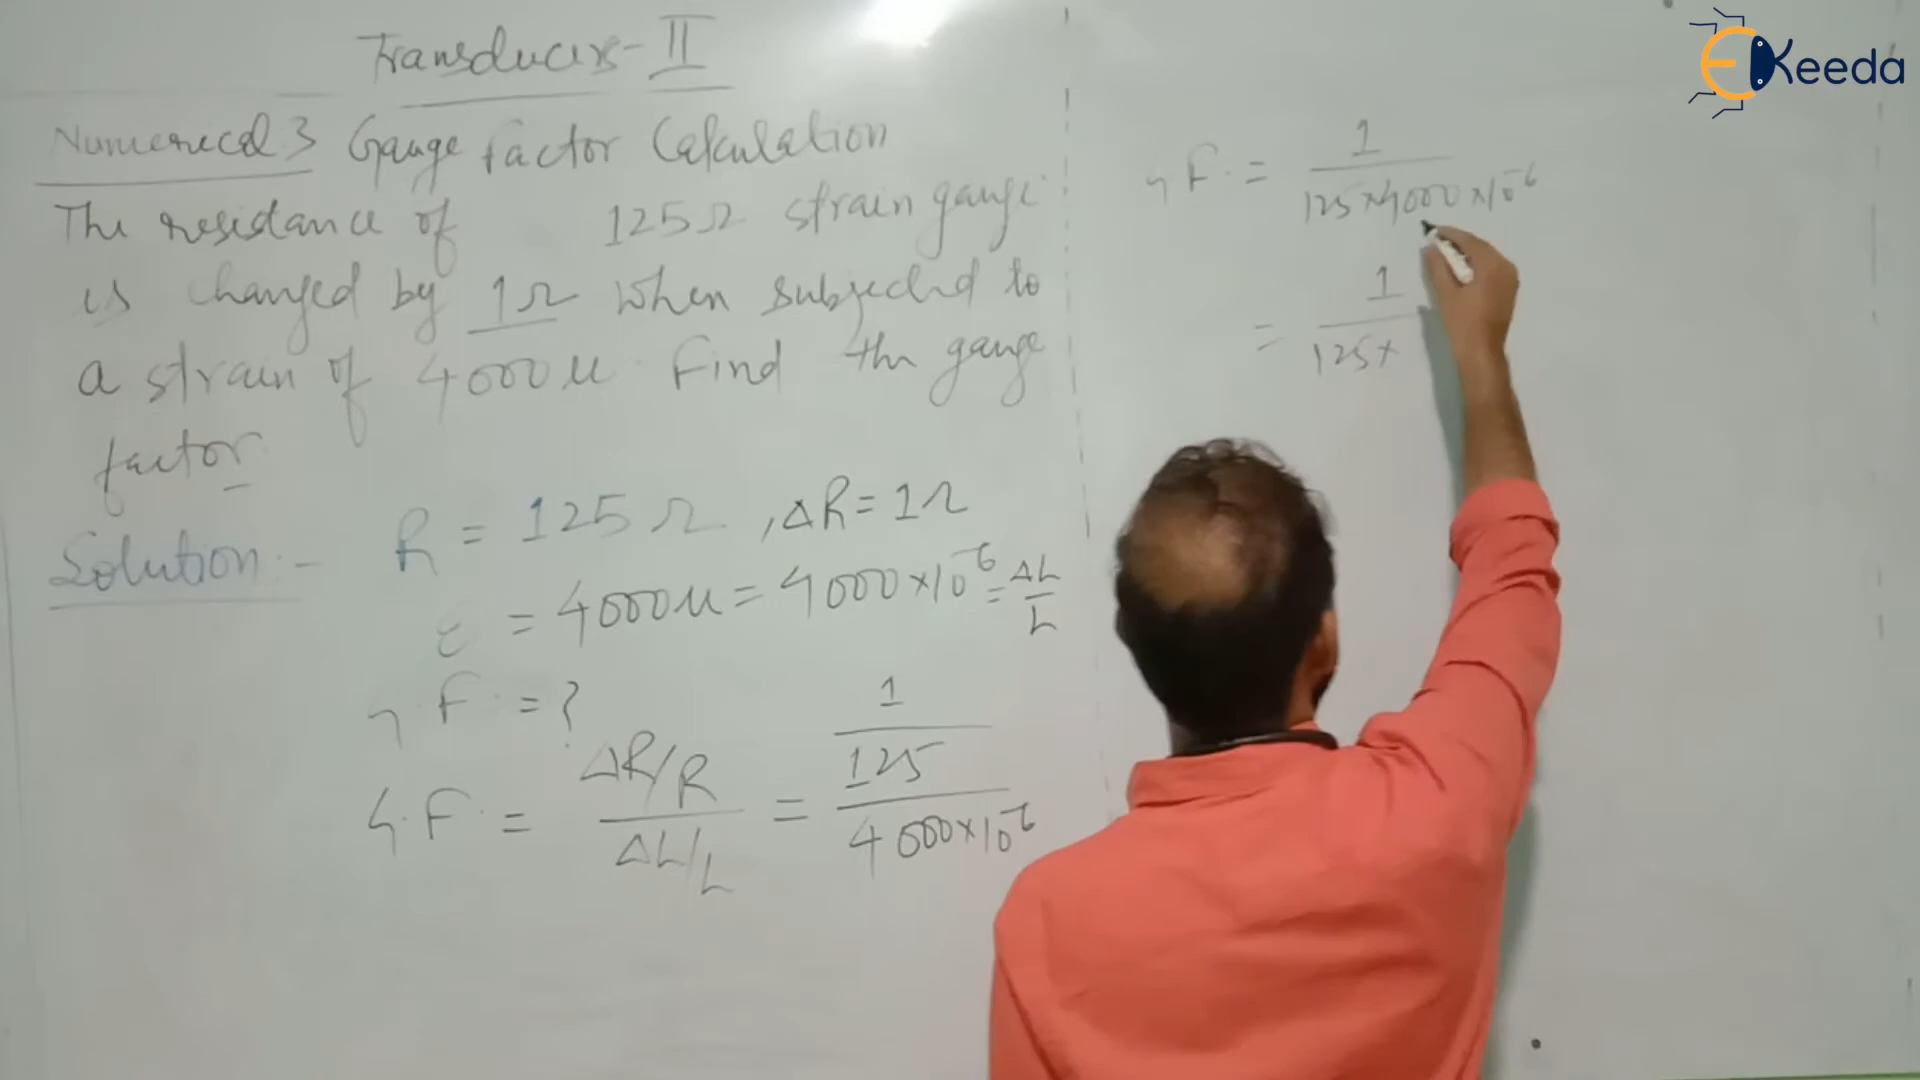 Transducers-II
Numerical 3 Gauge factor Calculation
The resistance of 125Ω strain gauge
is changed by 1Ω when subjected to
a strain of 4000μ. Find the gauge
factor.
Solution:-
R = 125Ω, ΔR=1Ω
ε = 4000μ = 4000×10⁻⁶ = ΔL/L
G.F. = ?
G.F. = (ΔR/R)/(ΔL/L) = (1/125)/(4000×10⁻⁶)
G.F. = 1/(125×4000×10⁻⁶)
= 1/125×
EKeeda